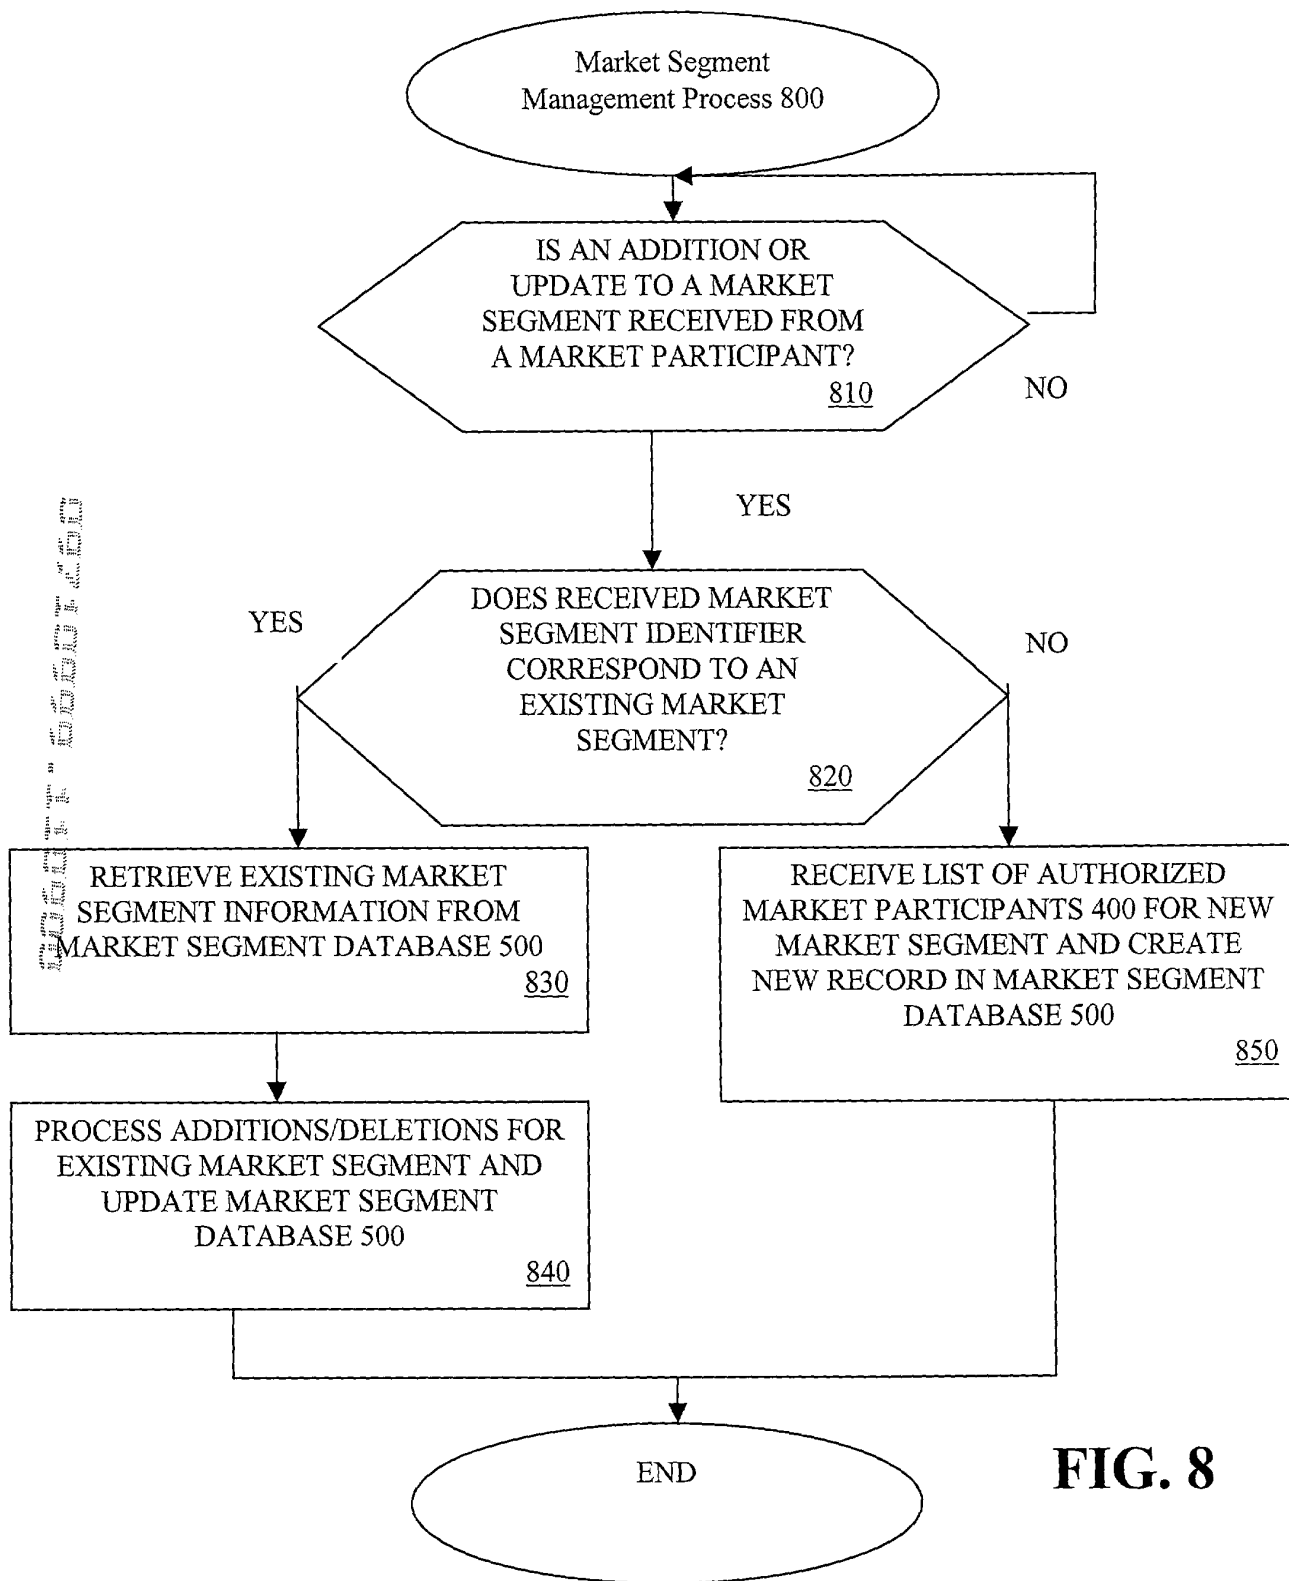 Market Segment
Management Process 800
IS AN ADDITION OR
UPDATE TO A MARKET
SEGMENT RECEIVED FROM
A MARKET PARTICIPANT?
810
NO
YES
DOES RECEIVED MARKET
SEGMENT IDENTIFIER
CORRESPOND TO AN
EXISTING MARKET
SEGMENT?
820
YES
NO
RETRIEVE EXISTING MARKET
SEGMENT INFORMATION FROM
MARKET SEGMENT DATABASE 500
830
RECEIVE LIST OF AUTHORIZED
MARKET PARTICIPANTS 400 FOR NEW
MARKET SEGMENT AND CREATE
NEW RECORD IN MARKET SEGMENT
DATABASE 500
850
PROCESS ADDITIONS/DELETIONS FOR
EXISTING MARKET SEGMENT AND
UPDATE MARKET SEGMENT
DATABASE 500
840
END
FIG. 8